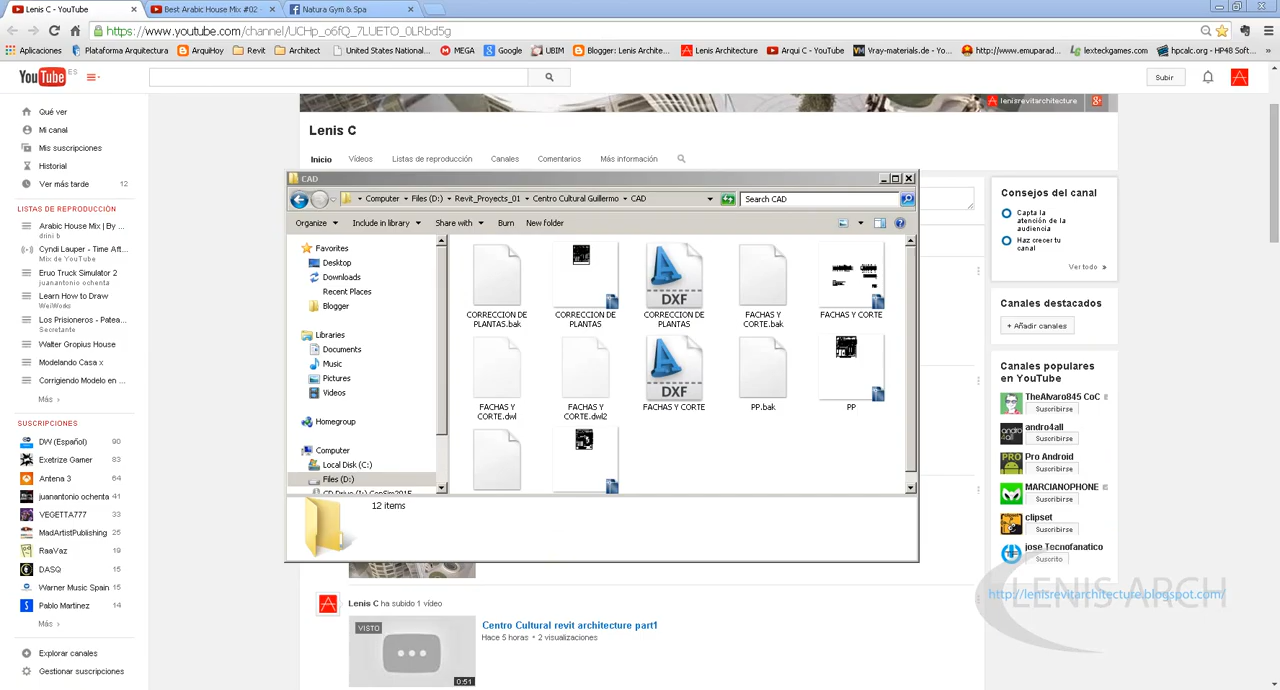 Lenis C - YouTube
Best Arabic House Mix #02 -
Natura Gym & Spa
https://www.youtube.com/channel/UCHp_o6fQ_7LUETO_0LRbd5g
Aplicaciones
Plataforma Arquitectura
ArquiHoy
Revit
Architect
United States National...
MEGA
Google
UBIM
Blogger: Lenis Archite...
Lenis Architecture
Arqui C - YouTube
Vray-materials.de - Yo...
http://www.emuparad...
lexteckgames.com
hpcalc.org - HP48 Soft...
»
YouTube ES
Subir
Qué ver
Mi canal
Mis suscripciones
Historial
Ver más tarde 12
LISTAS DE REPRODUCCIÓN
Arabic House Mix | By ...
drini b
Cyndi Lauper - Time Aft...
Mix de YouTube
Eruo Truck Simulator 2
juanantonio ochenta
Learn How to Draw
WeiWorks
Los Prisioneros - Patea...
Secretante
Walter Gropius House
Modelando Casa x
Corrigiendo Modelo en ...
Más ›
SUSCRIPCIONES
DW (Español) 90
Exetrize Gamer 83
Antena 3 64
juanantonio ochenta 41
VEGETTA777 33
MadArtistPublishing 25
RaaVaz 19
DASQ 15
Warner Music Spain 15
Pablo Martinez 14
Más ›
Explorar canales
Gestionar suscripciones
lenisrevitarchitecture
Lenis C
Inicio
Vídeos
Listas de reproducción
Canales
Comentarios
Más información
CAD
Computer
Files (D:)
Revit_Proyects_01
Centro Cultural Guillermo
CAD
Search CAD
Organize
Include in library
Share with
Burn
New folder
Favorites
Desktop
Downloads
Recent Places
Blogger
Libraries
Documents
Music
Pictures
Videos
Homegroup
Computer
Local Disk (C:)
Files (D:)
DXF
CORRECCION DE
PLANTAS.bak
CORRECCION DE
PLANTAS
CORRECCION DE
PLANTAS
FACHAS Y
CORTE.bak
FACHAS Y CORTE
DXF
FACHAS Y
CORTE.dwl
FACHAS Y
CORTE.dwl2
FACHAS Y CORTE
PP.bak
PP
12 items
Lenis C ha subido 1 vídeo
VISTO
0:51
Centro Cultural revit architecture part1
Hace 5 horas • 2 visualizaciones
Consejos del canal
Capta la
atención de la
audiencia
Haz crecer tu
canal
Ver todo »
Canales destacados
+ Añadir canales
Canales populares
en YouTube
TheAlvaro845 CoC
Suscribirse
andro4all
Suscribirse
Pro Android
Suscribirse
MARCIANOPHONE
Suscribirse
clipset
Suscribirse
jose Tecnofanatico
Suscrito
LENIS ARCH
http://lenisrevitarchitecture.blogspot.com/